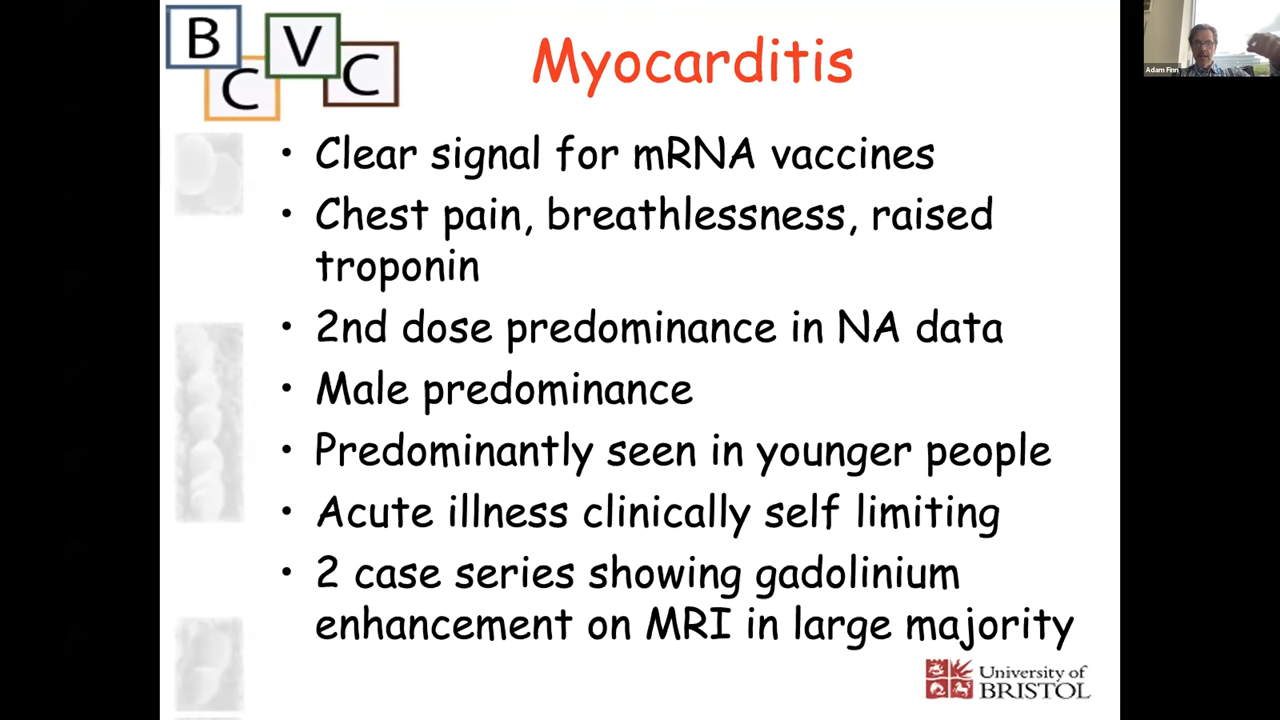 B
C
V
C
Myocarditis
Adam Finn
• Clear signal for mRNA vaccines
• Chest pain, breathlessness, raised
troponin
• 2nd dose predominance in NA data
• Male predominance
• Predominantly seen in younger people
• Acute illness clinically self limiting
• 2 case series showing gadolinium
enhancement on MRI in large majority
University of
BRISTOL